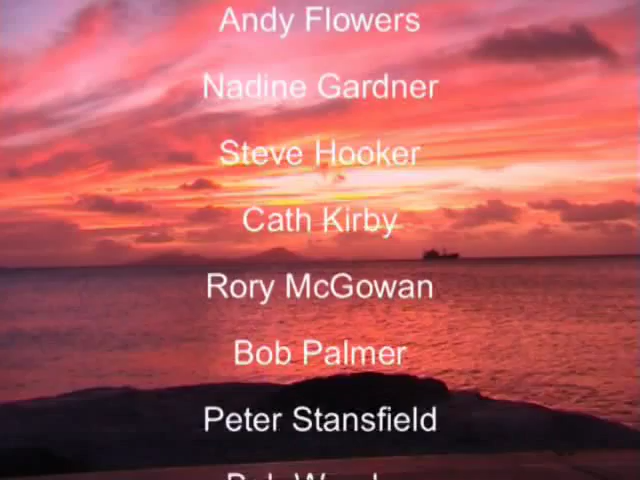 Andy Flowers
Nadine Gardner
Steve Hooker
Cath Kirby
Rory McGowan
Bob Palmer
Peter Stansfield